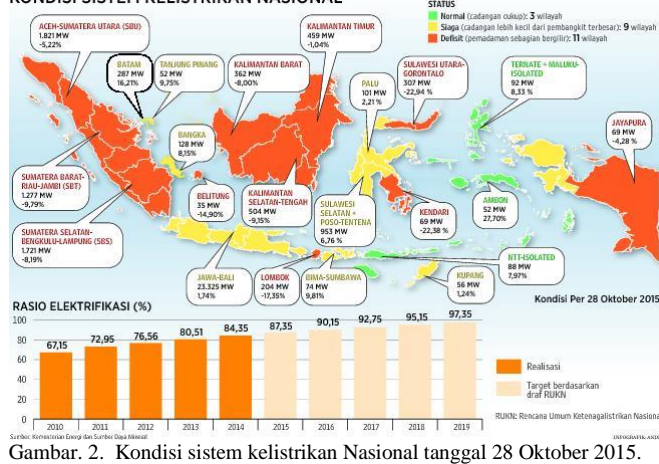 KONDISI SISTEM KELISTRIKAN NASIONAL
STATUS
Normal (cadangan cukup): 3 wilayah
Siaga (cadangan lebih kecil dari pembangkit terbesar): 9 wilayah
Defisit (pemadaman sebagian bergilir): 11 wilayah
ACEH-SUMATERA UTARA (SBU)
1.821 MW
-5,22%
BATAM
287 MW
16,21%
TANJUNG PINANG
52 MW
9,75%
KALIMANTAN BARAT
362 MW
-8,00%
KALIMANTAN TIMUR
459 MW
-1,04%
PALU
101 MW
2,21 %
SULAWESI UTARA-
GORONTALO
307 MW
-22,94 %
TERNATE + MALUKU-
ISOLATED
92 MW
8,33 %
JAYAPURA
69 MW
-4,28 %
BANGKA
128 MW
8,15%
SUMATERA BARAT-
RIAU-JAMBI (SBT)
1.277 MW
-9,79%
BELITUNG
35 MW
-14,90%
KALIMANTAN
SELATAN-TENGAH
504 MW
-9,15%
SULAWESI
SELATAN +
POSO-TENTENA
953 MW
6,76 %
KENDARI
69 MW
-22,38 %
AMBON
52 MW
27,70%
SUMATERA SELATAN-
BENGKULU-LAMPUNG (SBS)
1.721 MW
-8,19%
JAWA-BALI
23.325 MW
1,74%
LOMBOK
204 MW
-17,35%
BIMA-SUMBAWA
74 MW
9,81%
KUPANG
56 MW
1,24%
NTT-ISOLATED
88 MW
7,97%
Kondisi Per 28 Oktober 2015
RASIO ELEKTRIFIKASI (%)
100
80
60
40
20
0
67,15
72,95
76,56
80,51
84,35
87,35
90,15
92,75
95,15
97,35
2010 2011 2012 2013 2014 2015 2016 2017 2018 2019
Realisasi
Target berdasarkan
draf RUKN
RUKN: Rencana Umum Ketenagalistrikan Nasiona
Sumber: Kementerian Energi dan Sumber Daya Mineral
INFOGRAFIK
Gambar. 2. Kondisi sistem kelistrikan Nasional tanggal 28 Oktober 2015.